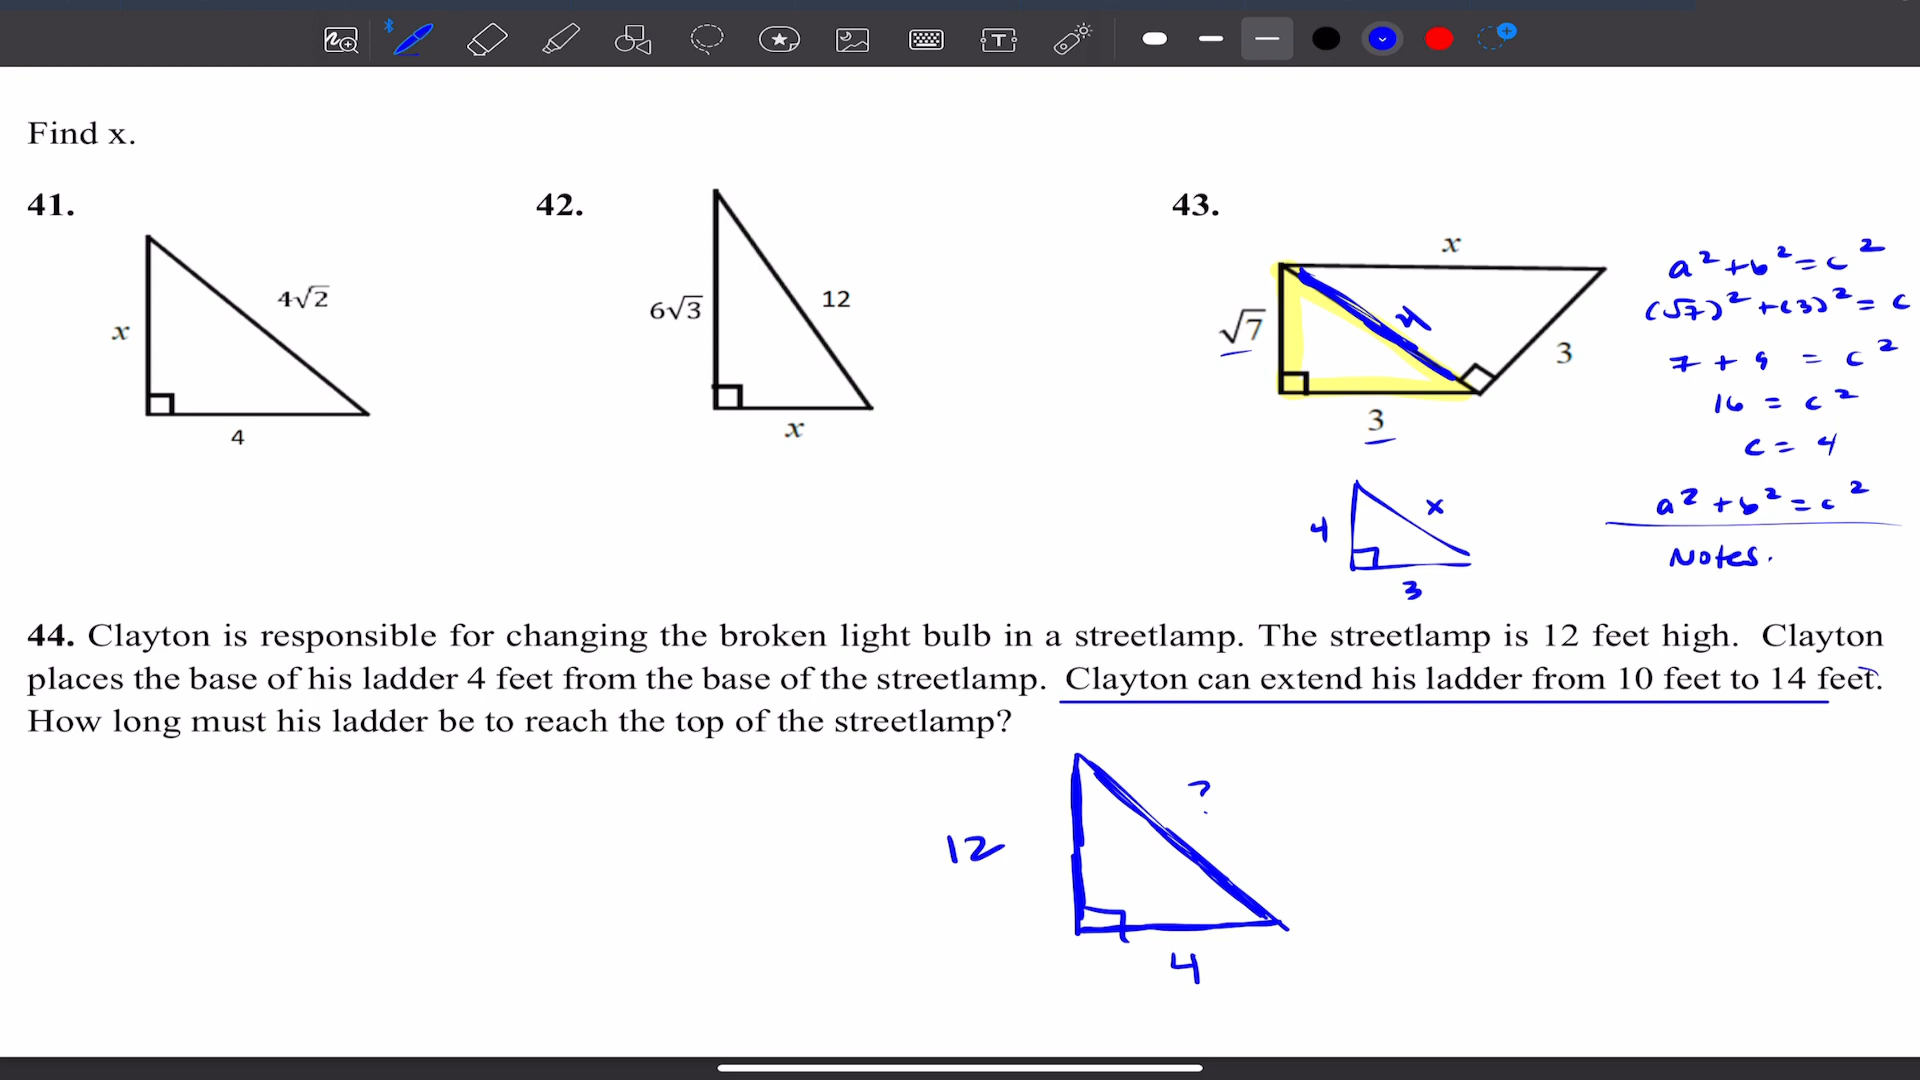 Find x.
41.
4√2
x
4
42.
6√3
12
x
43.
x
√7
4
3
3
a² + b² = c²
(√7)² + (3)² = c
7 + 9 = c²
16 = c²
c = 4
a² + b² = c²
Notes.
4
x
3
44. Clayton is responsible for changing the broken light bulb in a streetlamp. The streetlamp is 12 feet high. Clayton
places the base of his ladder 4 feet from the base of the streetlamp. Clayton can extend his ladder from 10 feet to 14 feet.
How long must his ladder be to reach the top of the streetlamp?
?
12
4